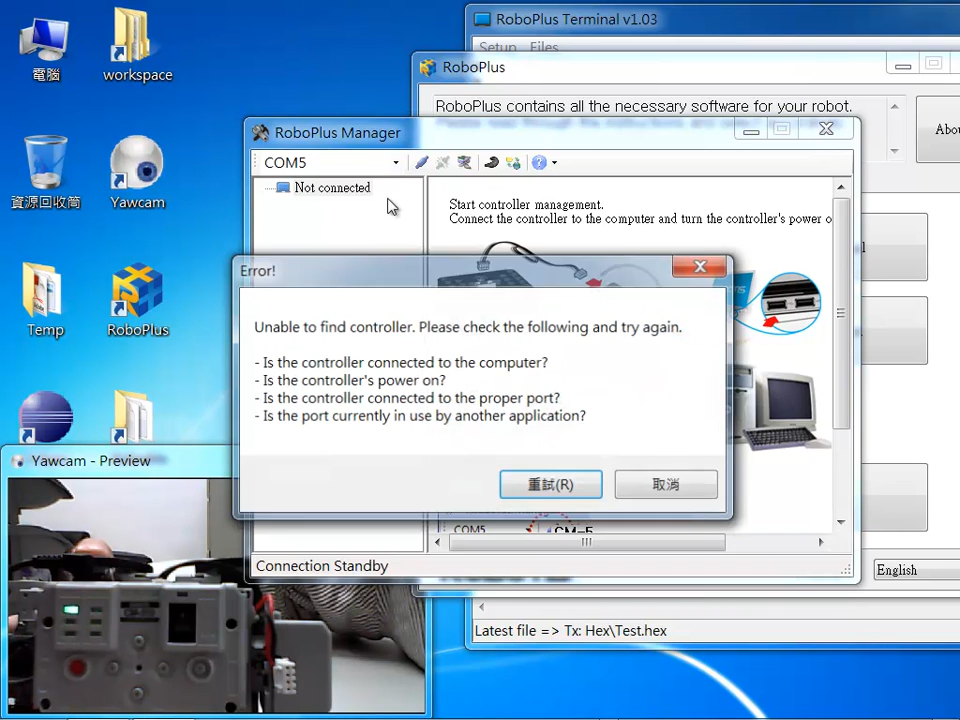 電腦
workspace
資源回收筒
Yawcam
Temp
RoboPlus
RoboPlus Terminal v1.03
Setup Files
RoboPlus
RoboPlus contains all the necessary software for your robot.
Abou
RoboPlus Manager
COM5
Not connected
Start controller management.
Connect the controller to the computer and turn the controller's power o
Error!
Unable to find controller. Please check the following and try again.
- Is the controller connected to the computer?
- Is the controller's power on?
- Is the controller connected to the proper port?
- Is the port currently in use by another application?
重試(R)
取消
COM5
CM-5
Connection Standby
English
Latest file => Tx: Hex\Test.hex
Yawcam - Preview